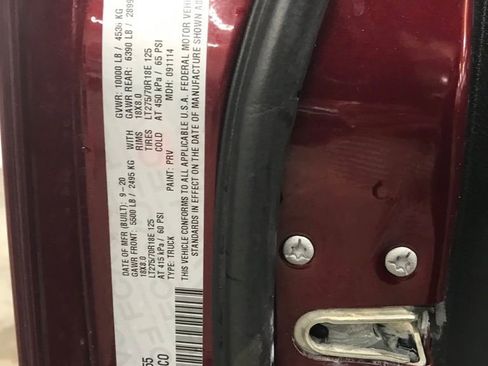 DATE OF MFR (BUILT): 9-20 GVWR: 10000 LB / 4536 KG
GAWR FRONT: 5500 LB / 2495 KG WITH GAWR REAR: 6390 LB / 2899
18X8.0 RIMS 18X8.0
LT275/70R18E 125 TIRES LT275/70R18E 125
AT 415 kPa / 60 PSI COLD AT 450 kPa / 65 PSI
TYPE: TRUCK PAINT: PRV MDH: 091114
THIS VEHICLE CONFORMS TO ALL APPLICABLE U.S.A. FEDERAL MOTOR
STANDARDS IN EFFECT ON THE DATE OF MANUFACTURE SHOWN
55
CO